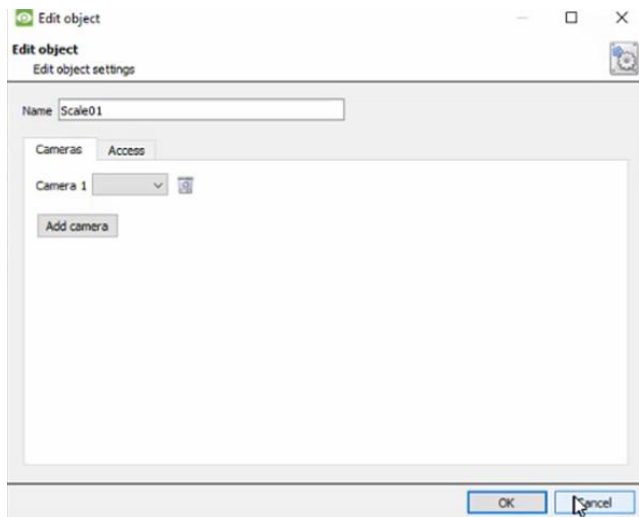 Edit object
Edit object
Edit object settings
Name Scale01
Cameras Access
Camera 1
Add camera
OK Cancel